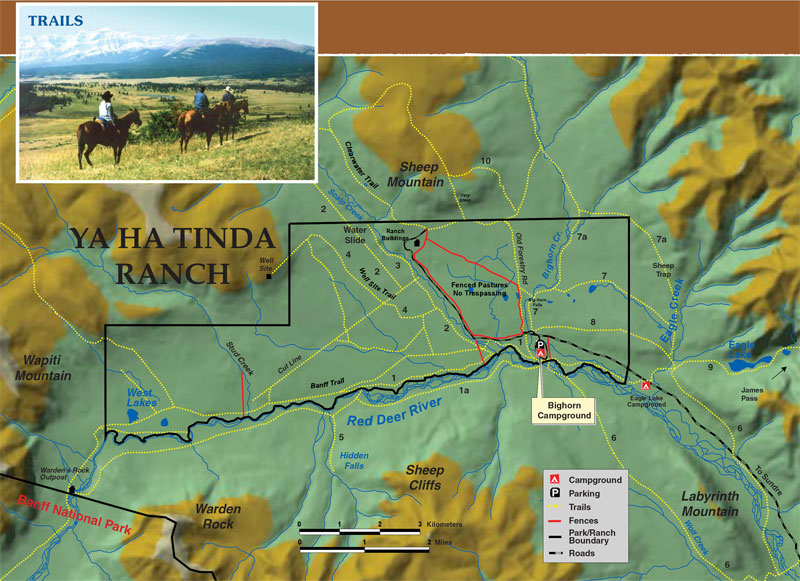 TRAILS
Clearwater Trail
Sheep
Mountain
10
Very
Scalp Creek
2
Water
Slide
Ranch
Buildings
YA HA TINDA
RANCH
Well
Site
4
2
3
Well Site Trail
4
2
Old Forestry Rd
Bighorn Cr.
7a
7a
Sheep
Trap
Fenced Pastures
No Trespassing
Big Horn
Falls
7
7
8
Eagle Creek
Eagle
Lake
9
James
Pass
Wapiti
Mountain
Stud Creek
Cut Line
Banff Trail
1
1
1a
West
Lakes
Red Deer River
Bighorn
Campground
Eagle Lake
Campground
5
Hidden
Falls
6
6
6
Sheep
Cliffs
Warden's Rock
Outpost
Banff National Park
Warden
Rock
Wolf Creek
Labyrinth
Mountain
To Sundre
0 1 2 3 Kilometers
0 1 2 Miles
Campground
P Parking
Trails
Fences
Park/Ranch
Boundary
Roads